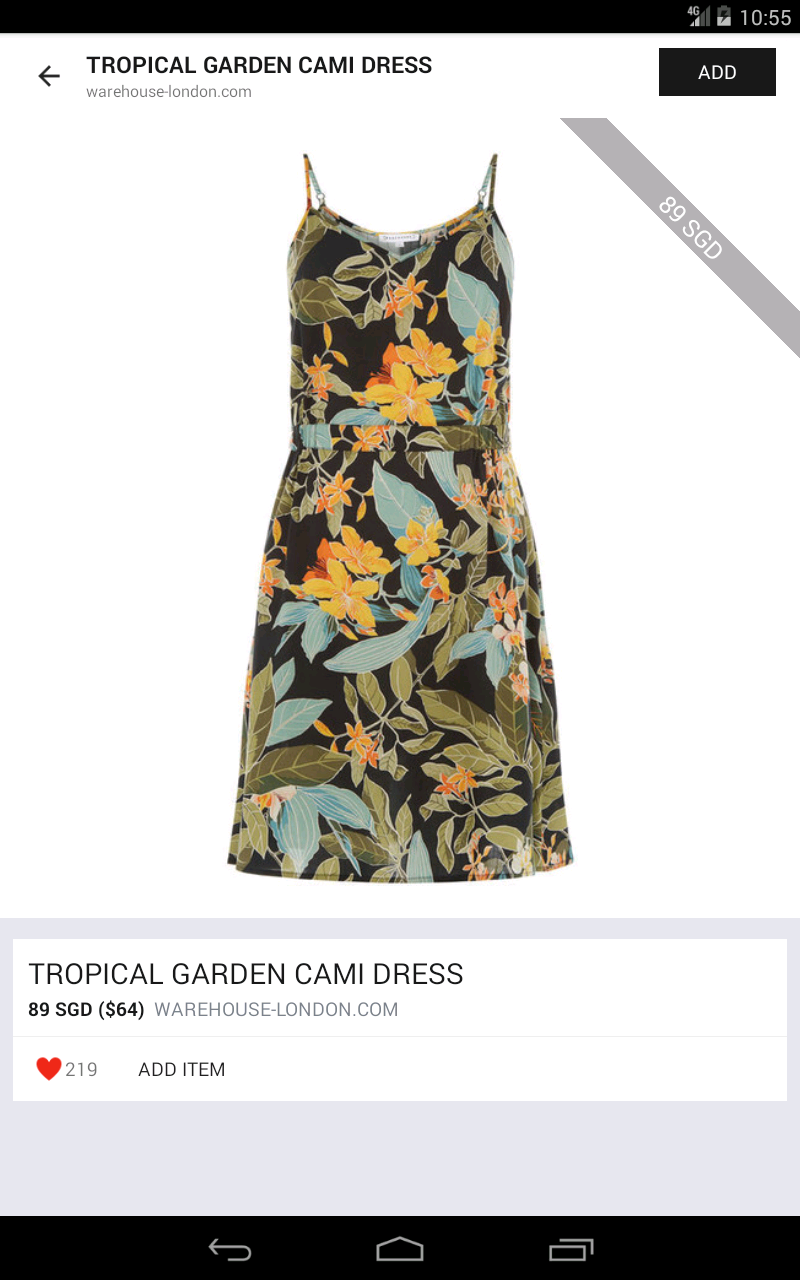 4G 10:55
TROPICAL GARDEN CAMI DRESS
warehouse-london.com
ADD
89 SGD
TROPICAL GARDEN CAMI DRESS
89 SGD ($64) WAREHOUSE-LONDON.COM
219 ADD ITEM